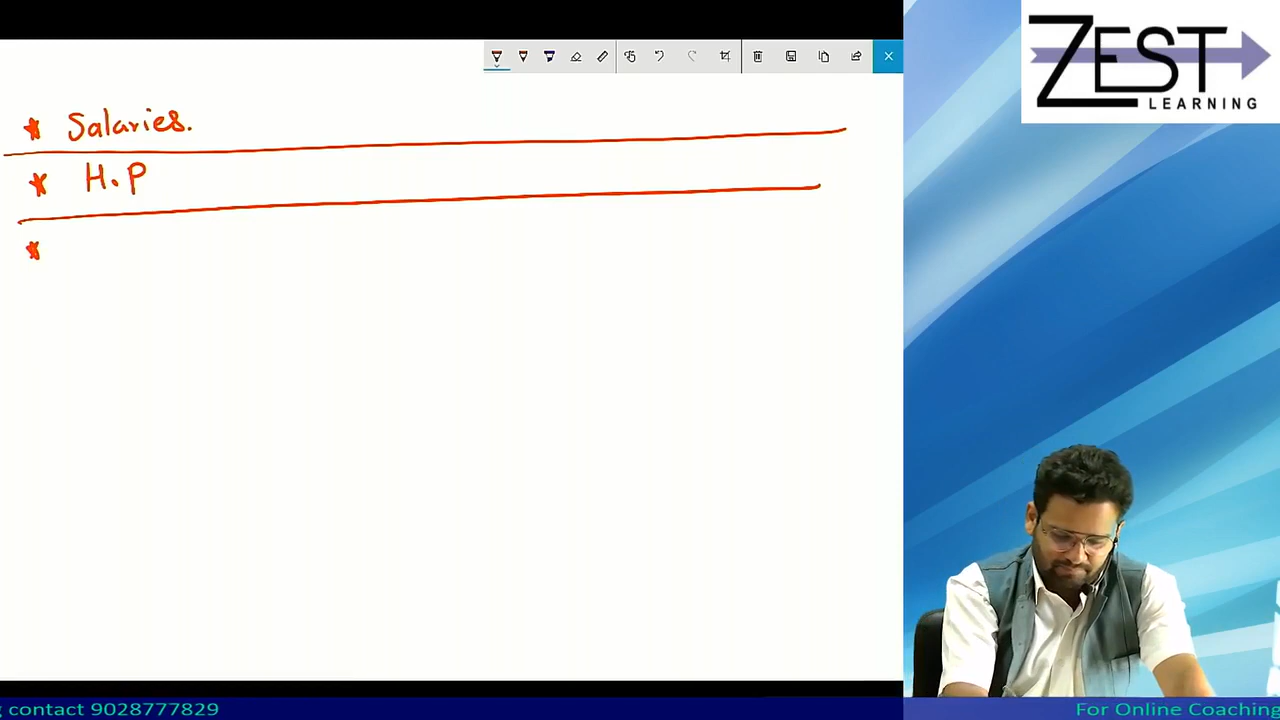 ZEST
LEARNING
★ Salaries.
★ H.P
★
g contact 9028777829
For Online Coaching